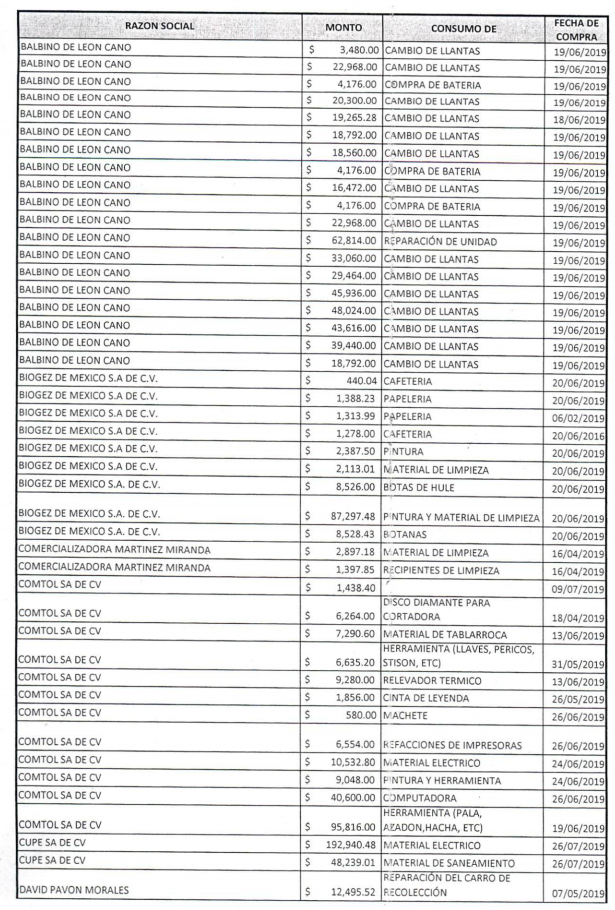 RAZON SOCIAL MONTO CONSUMO DE FECHA DE COMPRA
BALBINO DE LEON CANO $ 3,480.00 CAMBIO DE LLANTAS 19/06/2019
BALBINO DE LEON CANO $ 22,968.00 CAMBIO DE LLANTAS 19/06/2019
BALBINO DE LEON CANO $ 4,176.00 COMPRA DE BATERIA 19/06/2019
BALBINO DE LEON CANO $ 20,300.00 CAMBIO DE LLANTAS 19/06/2019
BALBINO DE LEON CANO $ 19,265.28 CAMBIO DE LLANTAS 18/06/2019
BALBINO DE LEON CANO $ 18,792.00 CAMBIO DE LLANTAS 19/06/2019
BALBINO DE LEON CANO $ 18,560.00 CAMBIO DE LLANTAS 19/06/2019
BALBINO DE LEON CANO $ 4,176.00 COMPRA DE BATERIA 19/06/2019
BALBINO DE LEON CANO $ 16,472.00 CAMBIO DE LLANTAS 19/06/2019
BALBINO DE LEON CANO $ 4,176.00 COMPRA DE BATERIA 19/06/2019
BALBINO DE LEON CANO $ 22,968.00 CAMBIO DE LLANTAS 19/06/2019
BALBINO DE LEON CANO $ 62,814.00 REPARACIÓN DE UNIDAD 19/06/2019
BALBINO DE LEON CANO $ 33,060.00 CAMBIO DE LLANTAS 19/06/2019
BALBINO DE LEON CANO $ 29,464.00 CAMBIO DE LLANTAS 19/06/2019
BALBINO DE LEON CANO $ 45,936.00 CAMBIO DE LLANTAS 19/06/2019
BALBINO DE LEON CANO $ 48,024.00 CAMBIO DE LLANTAS 19/06/2019
BALBINO DE LEON CANO $ 43,616.00 CAMBIO DE LLANTAS 19/06/2019
BALBINO DE LEON CANO $ 39,440.00 CAMBIO DE LLANTAS 19/06/2019
BALBINO DE LEON CANO $ 18,792.00 CAMBIO DE LLANTAS 19/06/2019
BIOGEZ DE MEXICO S.A DE C.V. $ 440.04 CAFETERIA 20/06/2019
BIOGEZ DE MEXICO S.A DE C.V. $ 1,388.23 PAPELERIA 20/06/2019
BIOGEZ DE MEXICO S.A DE C.V. $ 1,313.99 PAPELERIA 06/02/2019
BIOGEZ DE MEXICO S.A DE C.V. $ 1,278.00 CAFETERIA 20/06/2016
BIOGEZ DE MEXICO S.A DE C.V. $ 2,387.50 PINTURA 20/06/2019
BIOGEZ DE MEXICO S.A DE C.V. $ 2,113.01 MATERIAL DE LIMPIEZA 20/06/2019
BIOGEZ DE MEXICO S.A. DE C.V. $ 8,526.00 BOTAS DE HULE 20/06/2019
BIOGEZ DE MEXICO S.A. DE C.V. $ 87,297.48 PINTURA Y MATERIAL DE LIMPIEZA 20/06/2019
BIOGEZ DE MEXICO S.A. DE C.V. $ 8,528.43 BOTANAS 20/06/2019
COMERCIALIZADORA MARTINEZ MIRANDA $ 2,897.18 MATERIAL DE LIMPIEZA 16/04/2019
COMERCIALIZADORA MARTINEZ MIRANDA $ 1,397.85 RECIPIENTES DE LIMPIEZA 16/04/2019
COMTOL SA DE CV $ 1,438.40 09/07/2019
DISCO DIAMANTE PARA
COMTOL SA DE CV $ 6,264.00 CORTADORA 18/04/2019
COMTOL SA DE CV $ 7,290.60 MATERIAL DE TABLARROCA 13/06/2019
HERRAMIENTA (LLAVES, PERICOS,
COMTOL SA DE CV $ 6,635.20 STISON, ETC) 31/05/2019
COMTOL SA DE CV $ 9,280.00 RELEVADOR TERMICO 13/06/2019
COMTOL SA DE CV $ 1,856.00 CINTA DE LEYENDA 26/05/2019
COMTOL SA DE CV $ 580.00 MACHETE 26/06/2019
COMTOL SA DE CV $ 6,554.00 REFACCIONES DE IMPRESORAS 26/06/2019
COMTOL SA DE CV $ 10,532.80 MATERIAL ELECTRICO 24/06/2019
COMTOL SA DE CV $ 9,048.00 PINTURA Y HERRAMIENTA 24/06/2019
COMTOL SA DE CV $ 40,600.00 COMPUTADORA 26/06/2019
HERRAMIENTA (PALA,
COMTOL SA DE CV $ 95,816.00 AZADON,HACHA, ETC) 19/06/2019
CUPE SA DE CV $ 192,940.48 MATERIAL ELECTRICO 26/07/2019
CUPE SA DE CV $ 48,239.01 MATERIAL DE SANEAMIENTO 26/07/2019
REPARACIÓN DEL CARRO DE
DAVID PAVON MORALES $ 12,495.52 RECOLECCIÓN 07/05/2019